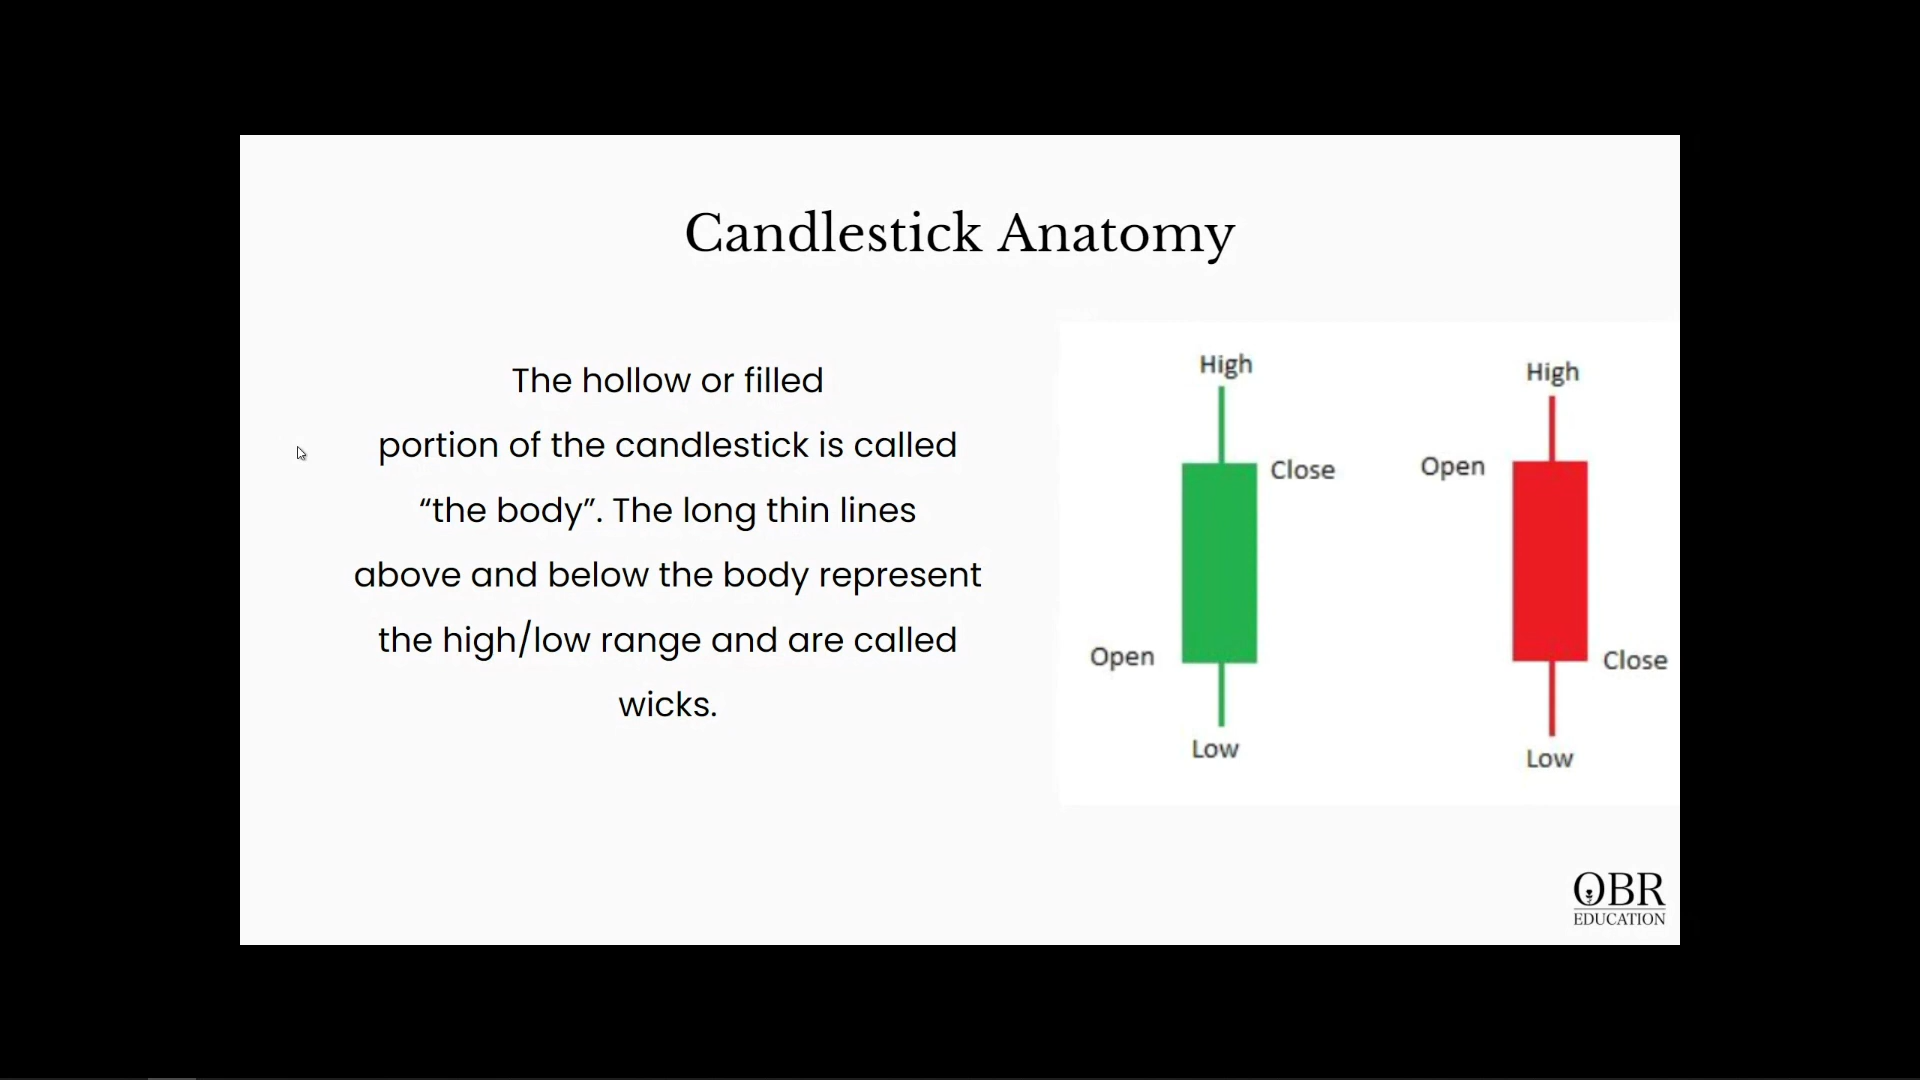 Candlestick Anatomy
The hollow or filled
portion of the candlestick is called
“the body”. The long thin lines
above and below the body represent
the high/low range and are called
wicks.
High
Close
Open
Low
High
Open
Close
Low
OBR
EDUCATION